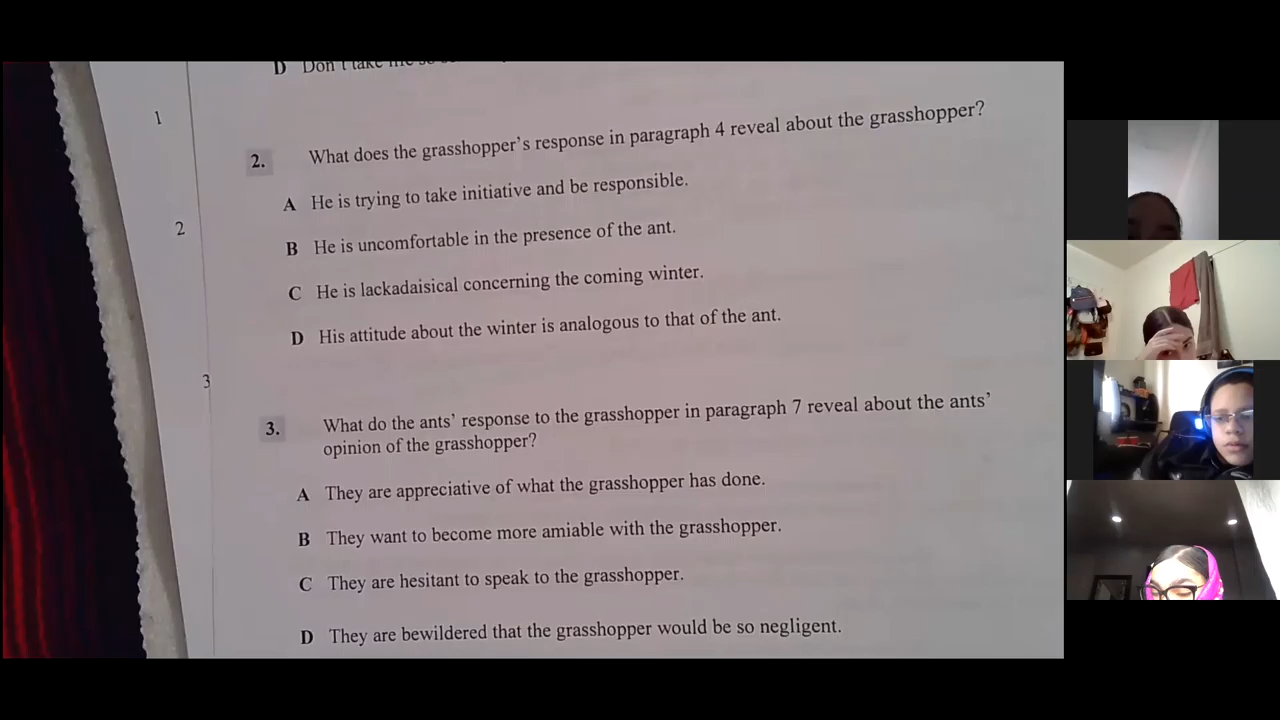 D Don't take me
1
2. What does the grasshopper's response in paragraph 4 reveal about the grasshopper?
A He is trying to take initiative and be responsible.
2
B He is uncomfortable in the presence of the ant.
C He is lackadaisical concerning the coming winter.
D His attitude about the winter is analogous to that of the ant.
3
3. What do the ants' response to the grasshopper in paragraph 7 reveal about the ants'
opinion of the grasshopper?
A They are appreciative of what the grasshopper has done.
B They want to become more amiable with the grasshopper.
C They are hesitant to speak to the grasshopper.
D They are bewildered that the grasshopper would be so negligent.